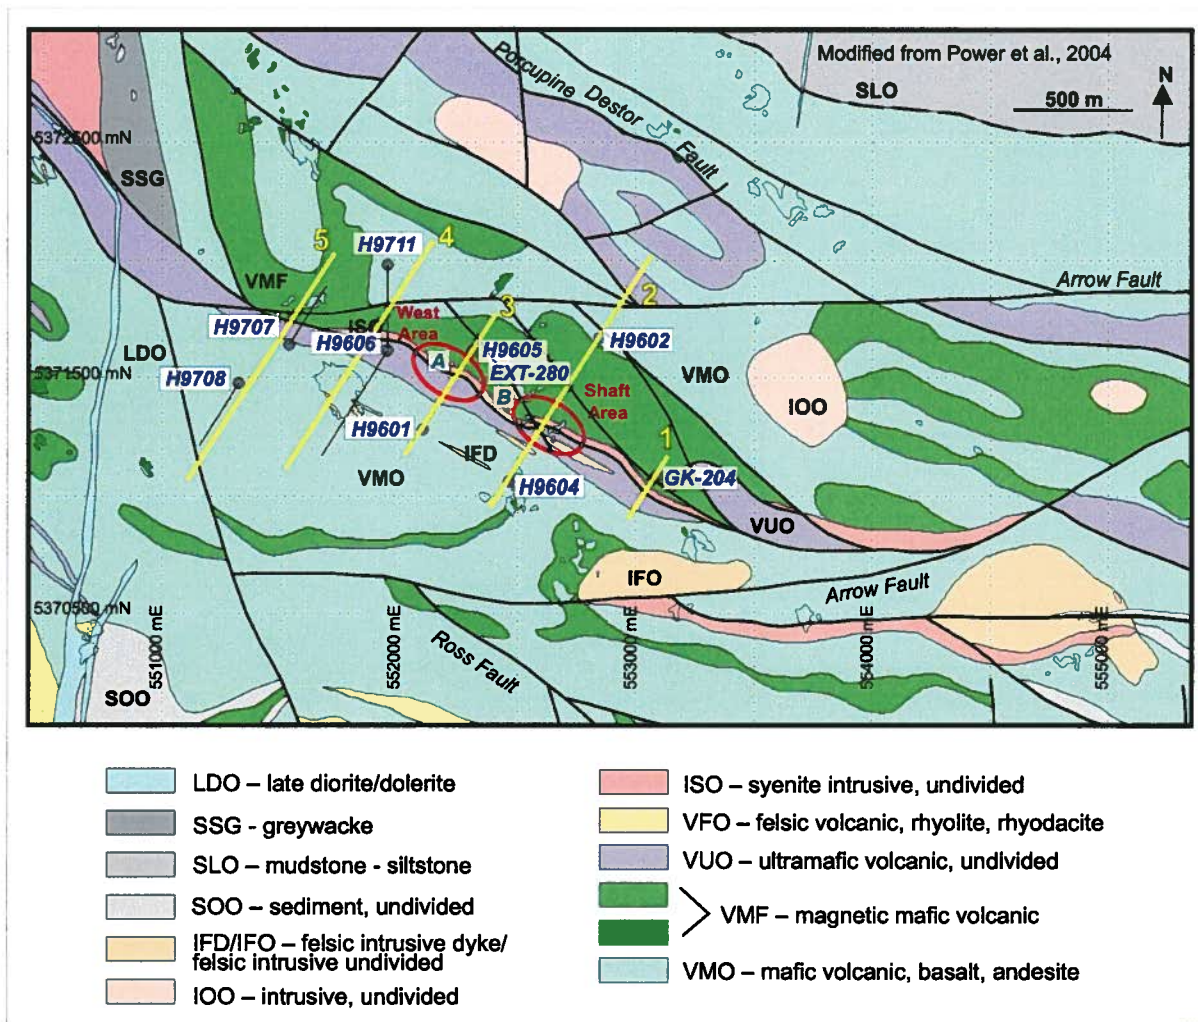 Modified from Power et al., 2004
N
SLO
500 m
Porcupine Destor
Fault
5372500 mN
SSG
5
4
H9711
VMF
2
Arrow Fault
3
West
Area
H9707
H9606
H9605
H9602
LDO
A
EXT-280
VMO
5371500 mN
H9708
B
Shaft
Area
IOO
H9601
1
IFD
VMO
GK-204
H9604
VUO
IFO
Arrow Fault
5370500 mN
551000 mE
552000 mE
553000 mE
554000 mE
555000 mE
Ross Fault
SOO
LDO – late diorite/dolerite
SSG - greywacke
SLO – mudstone - siltstone
SOO – sediment, undivided
IFD/IFO – felsic intrusive dyke/
felsic intrusive undivided
IOO – intrusive, undivided
ISO – syenite intrusive, undivided
VFO – felsic volcanic, rhyolite, rhyodacite
VUO – ultramafic volcanic, undivided
VMF – magnetic mafic volcanic
VMO – mafic volcanic, basalt, andesite